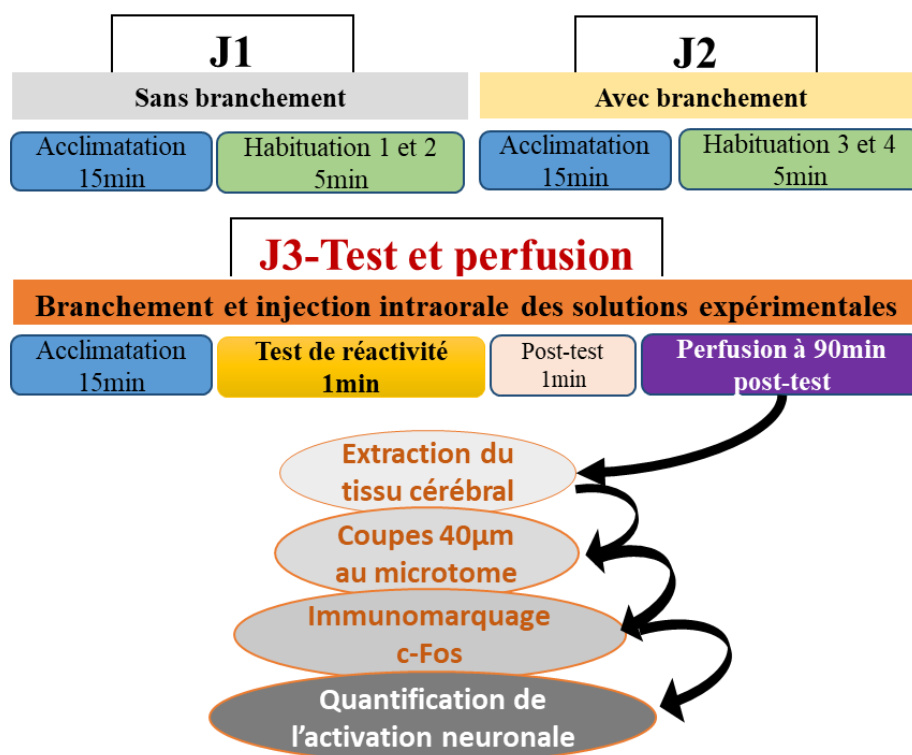 J1
Sans branchement
Acclimatation
15min
Habituation 1 et 2
5min
J2
Avec branchement
Acclimatation
15min
Habituation 3 et 4
5min
J3-Test et perfusion
Branchement et injection intraorale des solutions expérimentales
Acclimatation
15min
Test de réactivité
1min
Post-test
1min
Perfusion à 90min
post-test
Extraction du
tissu cérébral
Coupes 40µm
au microtome
Immunomarquage
c-Fos
Quantification de
l’activation neuronale